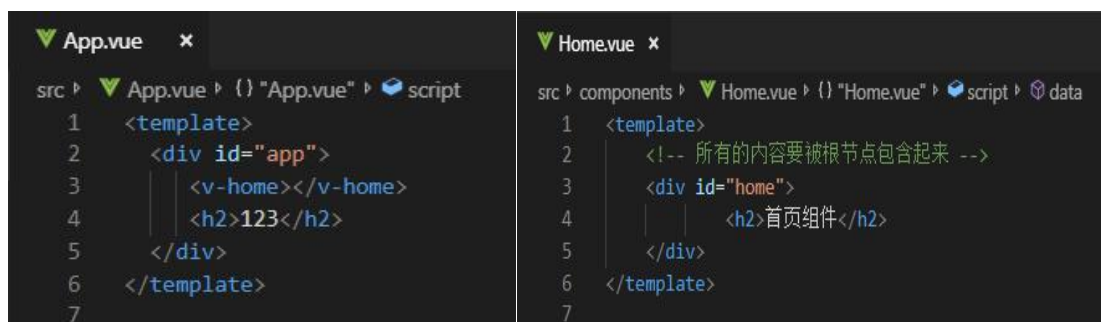 App.vue ×
src App.vue {} "App.vue" script
1 <template>
2 <div id="app">
3 <v-home></v-home>
4 <h2>123</h2>
5 </div>
6 </template>
7
Home.vue ×
src components Home.vue {} "Home.vue" script data
1 <template>
2 <!-- 所有的内容要被根节点包含起来 -->
3 <div id="home">
4 <h2>首页组件</h2>
5 </div>
6 </template>
7